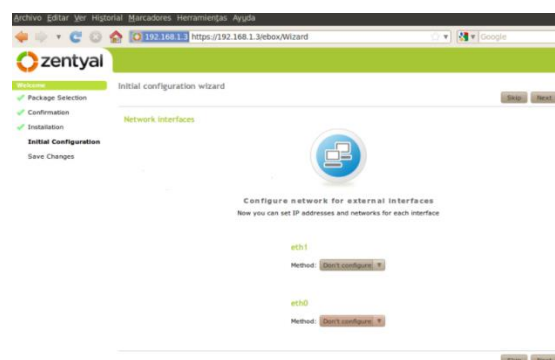 Archivo Editar Ver Historial Marcadores Herramientas Ayuda
192.168.1.3 https://192.168.1.3/ebox/Wizard
Google
zentyal
Welcome
Initial configuration wizard
Package Selection
Skip Next
Confirmation
Network interfaces
Installation
Initial Configuration
Save Changes
Configure network for external interfaces
Now you can set IP addresses and networks for each interface
eth1
Method: Don't configure
eth0
Method: Don't configure
Skip Next